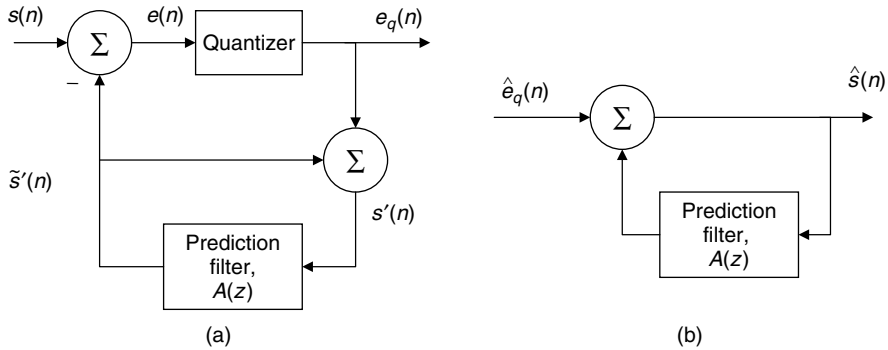 s(n)
e(n)
Quantizer
e_q(n)
Σ
−
Σ
s̃′(n)
s′(n)
Prediction
filter,
A(z)
(a)
ê_q(n)
ŝ(n)
Σ
Prediction
filter,
A(z)
(b)